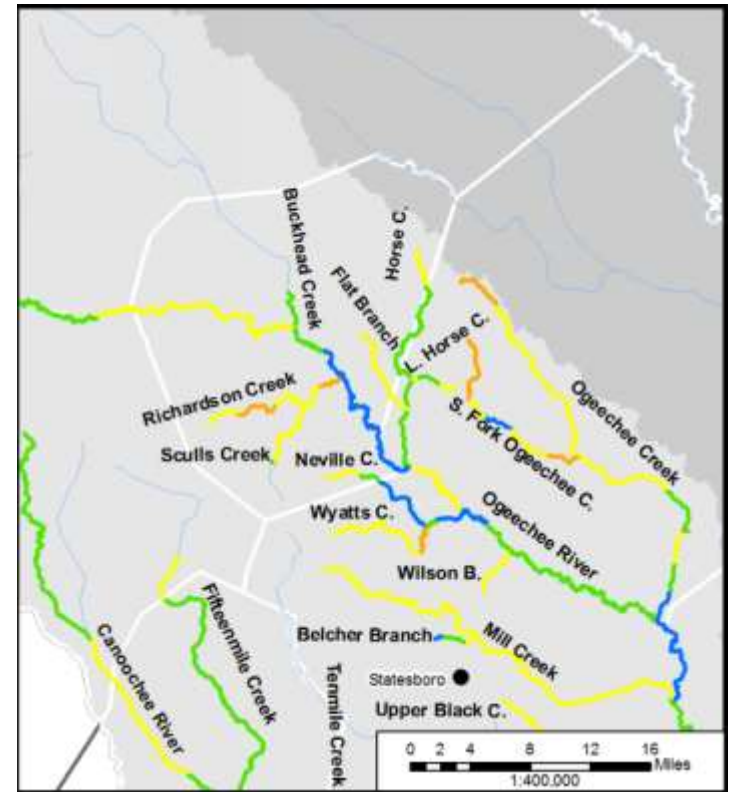 Buckhead Creek
Horse C.
Flat Branch
L. Horse C.
Richardson Creek
Ogeechee Creek
S. Fork Ogeechee C.
Sculls Creek
Neville C.
Ogeechee River
Wyatts C.
Wilson B.
Fifteenmile Creek
Belcher Branch
Mill Creek
Canoochee River
Tenmile Creek
Statesboro
Upper Black C.
0 2 4 8 12 16
Miles
1:400,000